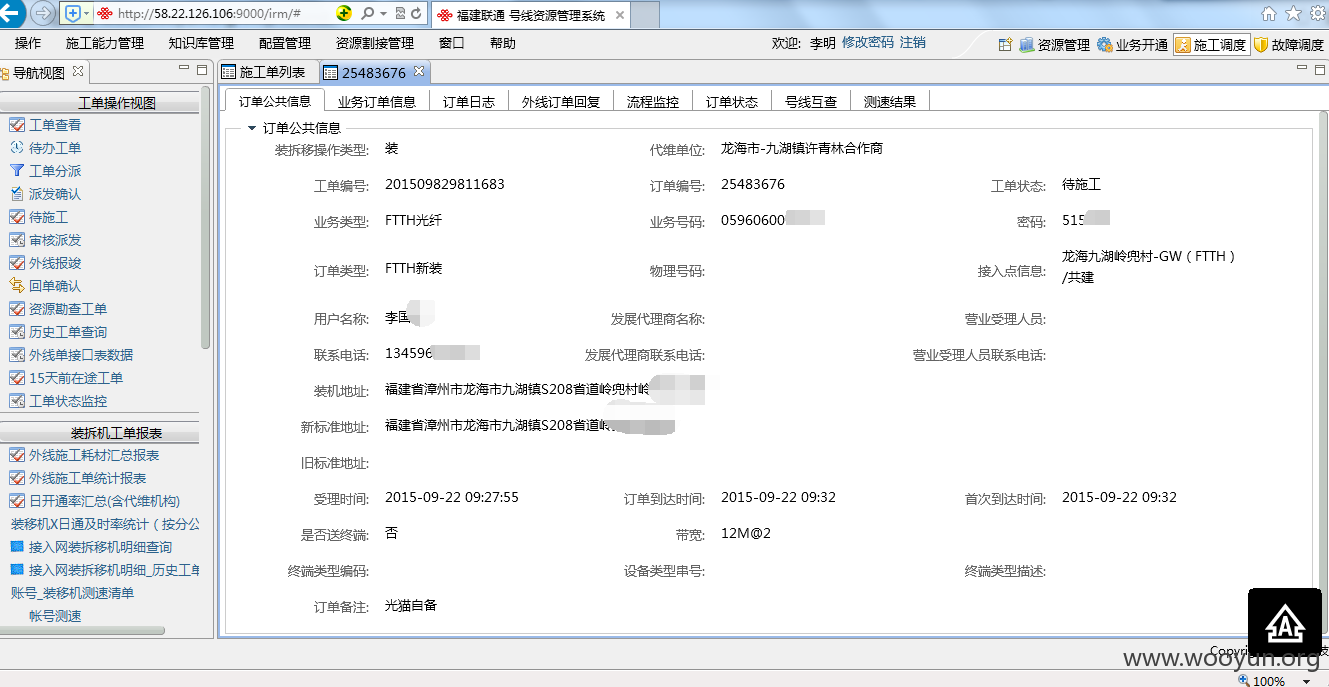 http://58.22.126.106:9000/irm/#
福建联通 号线资源管理系统
操作 施工能力管理 知识库管理 配置管理 资源割接管理 窗口 帮助 欢迎: 李明 修改密码 注销 资源管理 业务开通 施工调度 故障调度
导航视图 施工单列表 25483676
订单公共信息 业务订单信息 订单日志 外线订单回复 流程监控 订单状态 号线互查 测速结果
工单操作视图
工单查看
待办工单
工单分派
派发确认
待施工
审核派发
外线报竣
回单确认
资源勘查工单
历史工单查询
外线单接口表数据
15天前在途工单
工单状态监控
装拆机工单报表
外线施工耗材汇总报表
外线施工单统计报表
日开通率汇总(含代维机构)
装移机X日通及时率统计（按分公
接入网装拆移机明细查询
接入网装拆移机明细_历史工单
账号_装移机测速清单
帐号测速
订单公共信息
装拆移操作类型: 装 代维单位: 龙海市-九湖镇许青林合作商
工单编号: 201509829811683 订单编号: 25483676 工单状态: 待施工
业务类型: FTTH光纤 业务号码: 05960600 密码: 515
订单类型: FTTH新装 物理号码: 接入点信息: 龙海九湖岭兜村-GW（FTTH）
/共建
用户名称: 李国 发展代理商名称: 营业受理人员:
联系电话: 134596 发展代理商联系电话: 营业受理人员联系电话:
装机地址: 福建省漳州市龙海市九湖镇S208省道岭兜村岭
新标准地址: 福建省漳州市龙海市九湖镇S208省道岭
旧标准地址:
受理时间: 2015-09-22 09:27:55 订单到达时间: 2015-09-22 09:32 首次到达时间: 2015-09-22 09:32
是否送终端: 否 带宽: 12M@2
终端类型编码: 设备类型串号: 终端类型描述:
订单备注: 光猫自备
www.wooyun.org
100%